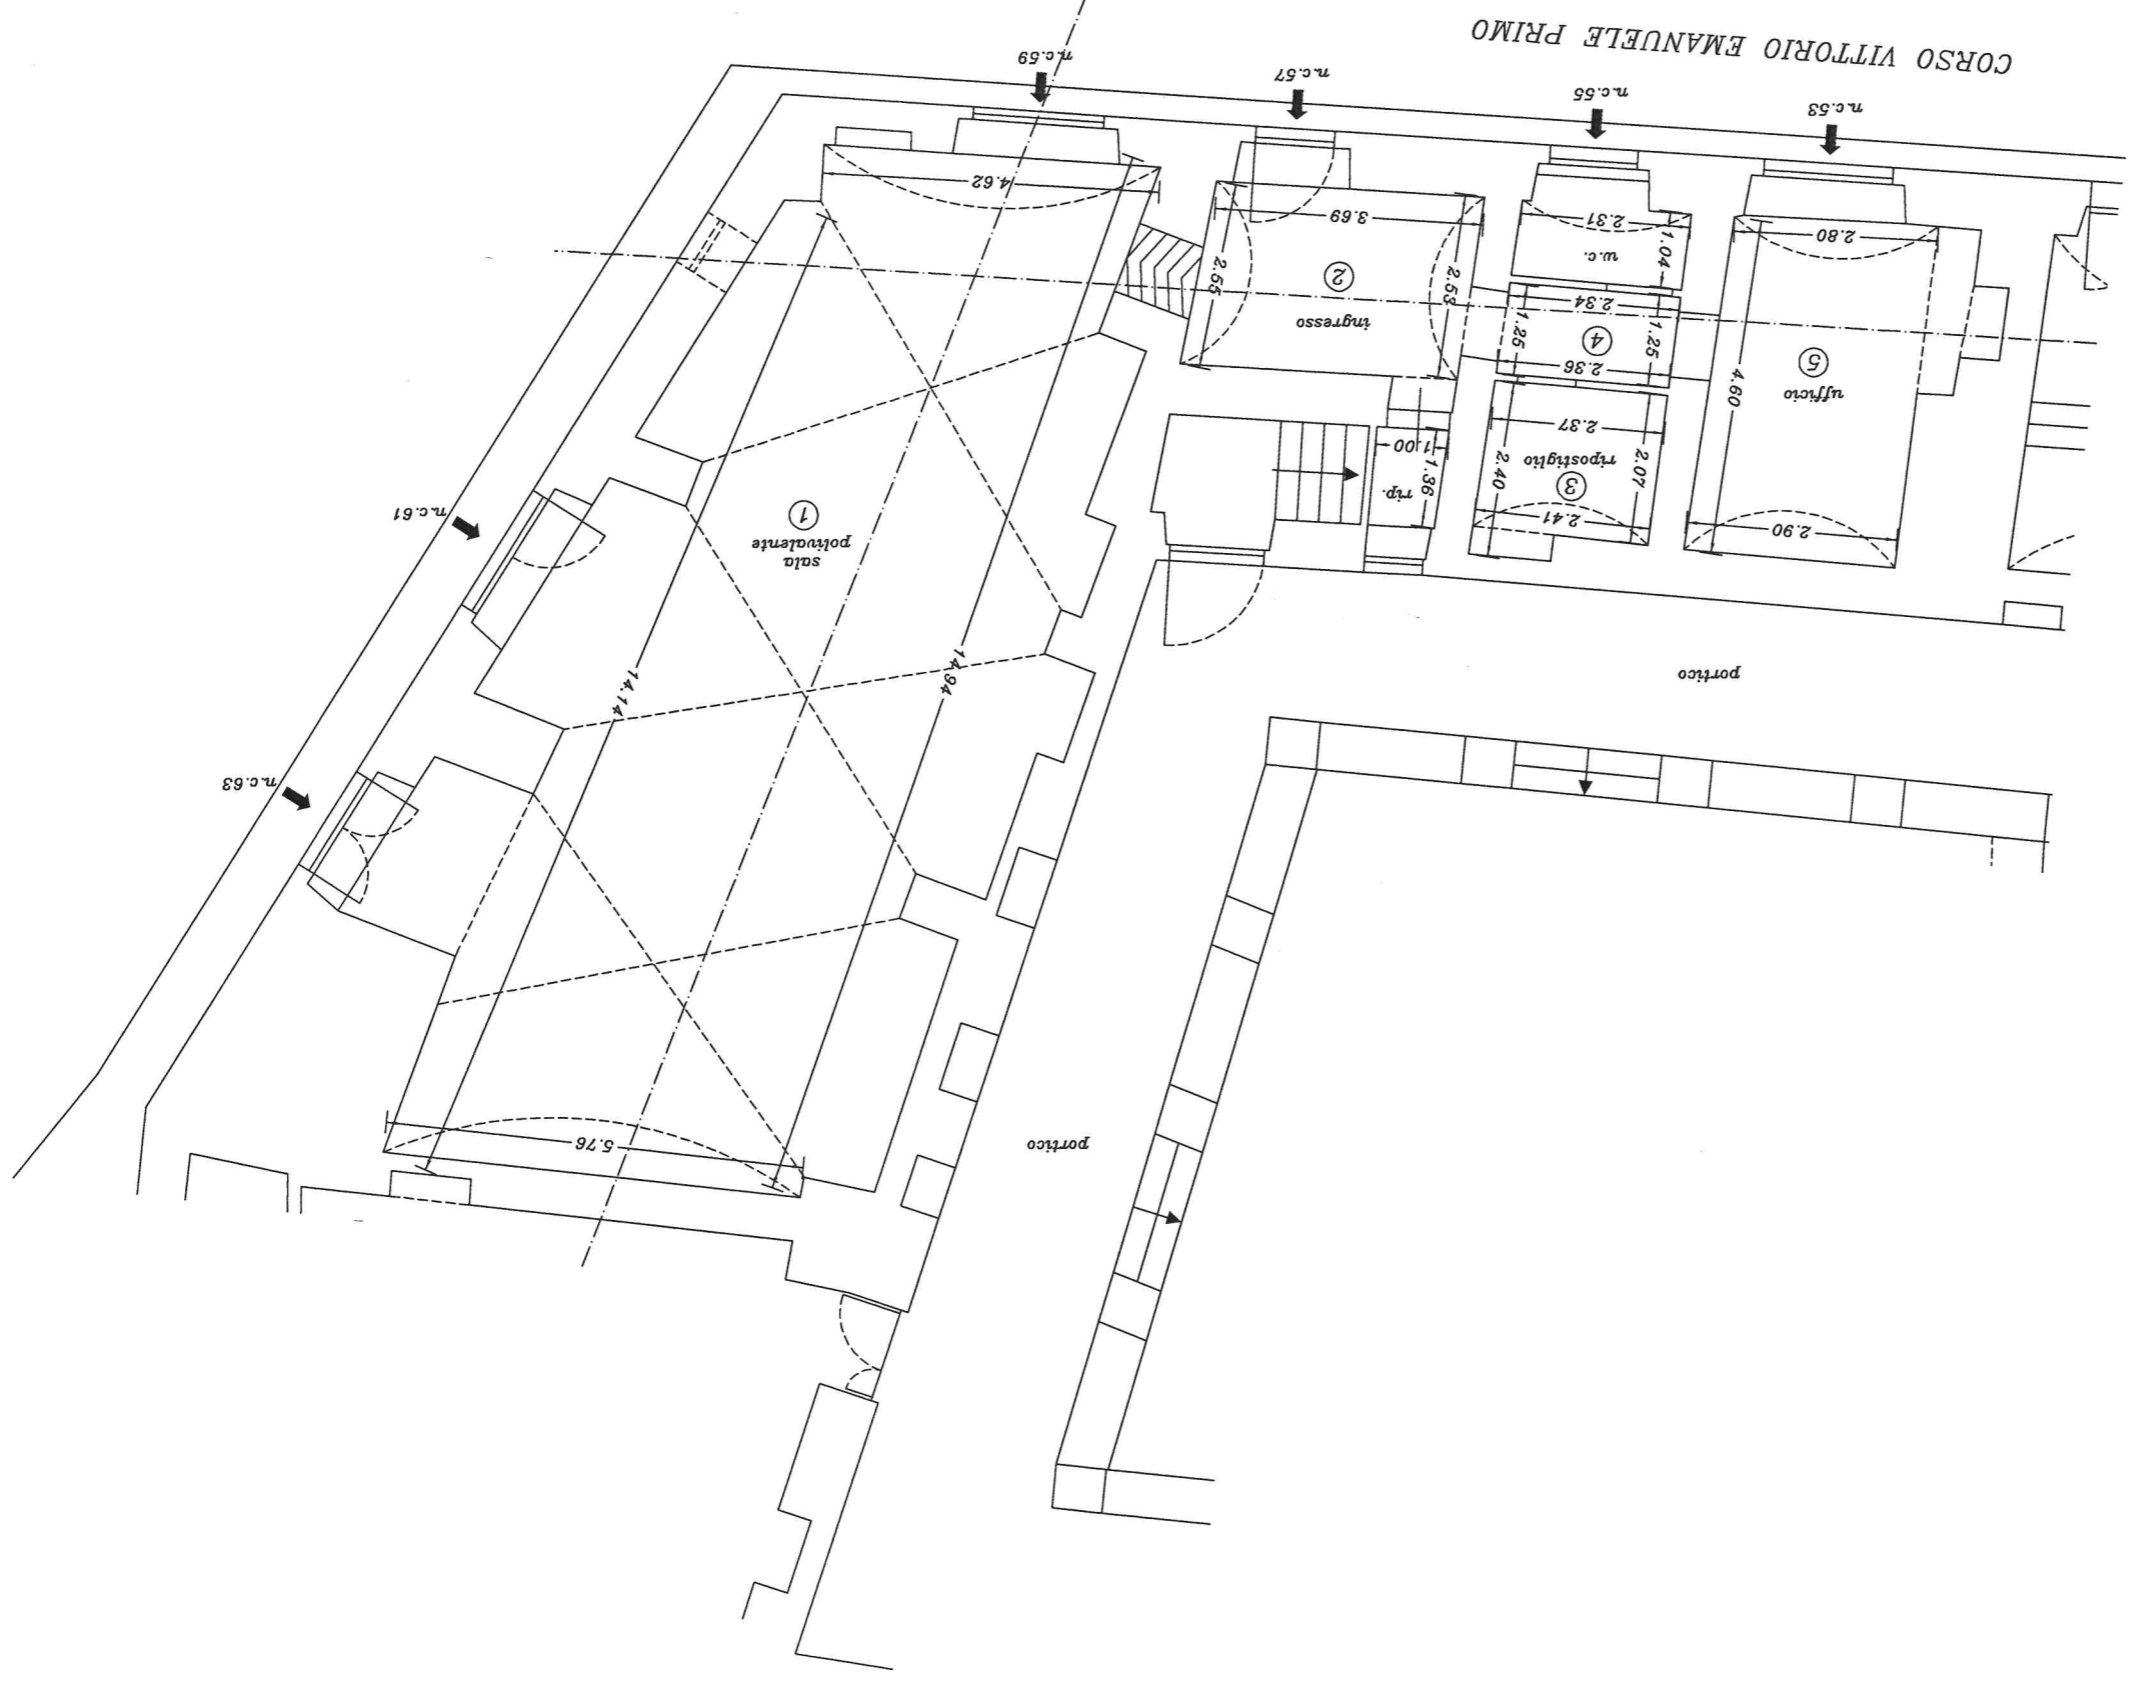 CORSO VITTORIO EMANUELE PRIMO
n.c.53
n.c.55
n.c.57
n.c.59
n.c.61
n.c.63
portico
portico
5
ufficio
2.80
4.60
2.90
w.c.
2.31
1.04
4
2.34
1.25
1.25
2.36
3
ripostiglio
2.37
2.40
2.07
2.41
rip.
1.00
1.36
2
ingresso
3.69
2.55
2.53
1
sala
polivalente
4.62
14.14
14.94
5.76